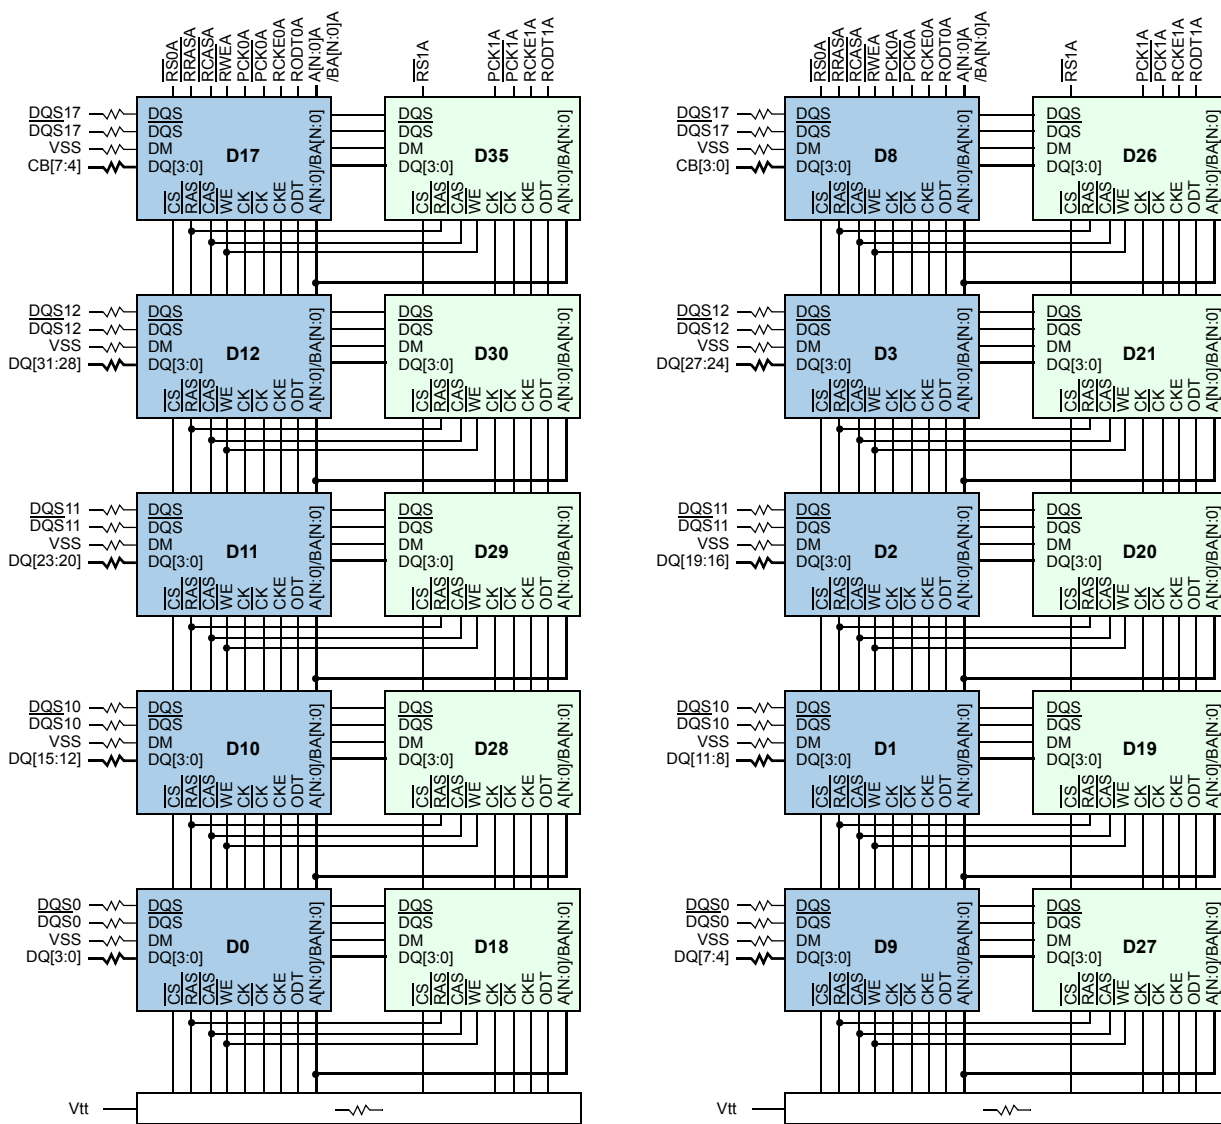 RS0A RRASA RCASA RWEA PCK0A PCK0A RCKE0A RODT0A A[N:0]A /BA[N:0]A RS1A PCK1A PCK1A RCKE1A RODT1A
DQS17 DQS
DQS17 DQS
VSS DM
CB[7:4] DQ[3:0]
D17
CS RAS CAS WE CK CK CKE ODT A[N:0]/BA[N:0]
DQS
DQS
DM
DQ[3:0]
D35
CS RAS CAS WE CK CK CKE ODT A[N:0]/BA[N:0]
DQS12 DQS
DQS12 DQS
VSS DM
DQ[31:28] DQ[3:0]
D12
CS RAS CAS WE CK CK CKE ODT A[N:0]/BA[N:0]
DQS
DQS
DM
DQ[3:0]
D30
CS RAS CAS WE CK CK CKE ODT A[N:0]/BA[N:0]
DQS11 DQS
DQS11 DQS
VSS DM
DQ[23:20] DQ[3:0]
D11
CS RAS CAS WE CK CK CKE ODT A[N:0]/BA[N:0]
DQS
DQS
DM
DQ[3:0]
D29
CS RAS CAS WE CK CK CKE ODT A[N:0]/BA[N:0]
DQS10 DQS
DQS10 DQS
VSS DM
DQ[15:12] DQ[3:0]
D10
CS RAS CAS WE CK CK CKE ODT A[N:0]/BA[N:0]
DQS
DQS
DM
DQ[3:0]
D28
CS RAS CAS WE CK CK CKE ODT A[N:0]/BA[N:0]
DQS0 DQS
DQS0 DQS
VSS DM
DQ[3:0] DQ[3:0]
D0
CS RAS CAS WE CK CK CKE ODT A[N:0]/BA[N:0]
DQS
DQS
DM
DQ[3:0]
D18
CS RAS CAS WE CK CK CKE ODT A[N:0]/BA[N:0]
Vtt
RS0A RRASA RCASA RWEA PCK0A PCK0A RCKE0A RODT0A A[N:0]A /BA[N:0]A RS1A PCK1A PCK1A RCKE1A RODT1A
DQS17 DQS
DQS17 DQS
VSS DM
CB[3:0] DQ[3:0]
D8
CS RAS CAS WE CK CK CKE ODT A[N:0]/BA[N:0]
DQS
DQS
DM
DQ[3:0]
D26
CS RAS CAS WE CK CK CKE ODT A[N:0]/BA[N:0]
DQS12 DQS
DQS12 DQS
VSS DM
DQ[27:24] DQ[3:0]
D3
CS RAS CAS WE CK CK CKE ODT A[N:0]/BA[N:0]
DQS
DQS
DM
DQ[3:0]
D21
CS RAS CAS WE CK CK CKE ODT A[N:0]/BA[N:0]
DQS11 DQS
DQS11 DQS
VSS DM
DQ[19:16] DQ[3:0]
D2
CS RAS CAS WE CK CK CKE ODT A[N:0]/BA[N:0]
DQS
DQS
DM
DQ[3:0]
D20
CS RAS CAS WE CK CK CKE ODT A[N:0]/BA[N:0]
DQS10 DQS
DQS10 DQS
VSS DM
DQ[11:8] DQ[3:0]
D1
CS RAS CAS WE CK CK CKE ODT A[N:0]/BA[N:0]
DQS
DQS
DM
DQ[3:0]
D19
CS RAS CAS WE CK CK CKE ODT A[N:0]/BA[N:0]
DQS0 DQS
DQS0 DQS
VSS DM
DQ[7:4] DQ[3:0]
D9
CS RAS CAS WE CK CK CKE ODT A[N:0]/BA[N:0]
DQS
DQS
DM
DQ[3:0]
D27
CS RAS CAS WE CK CK CKE ODT A[N:0]/BA[N:0]
Vtt